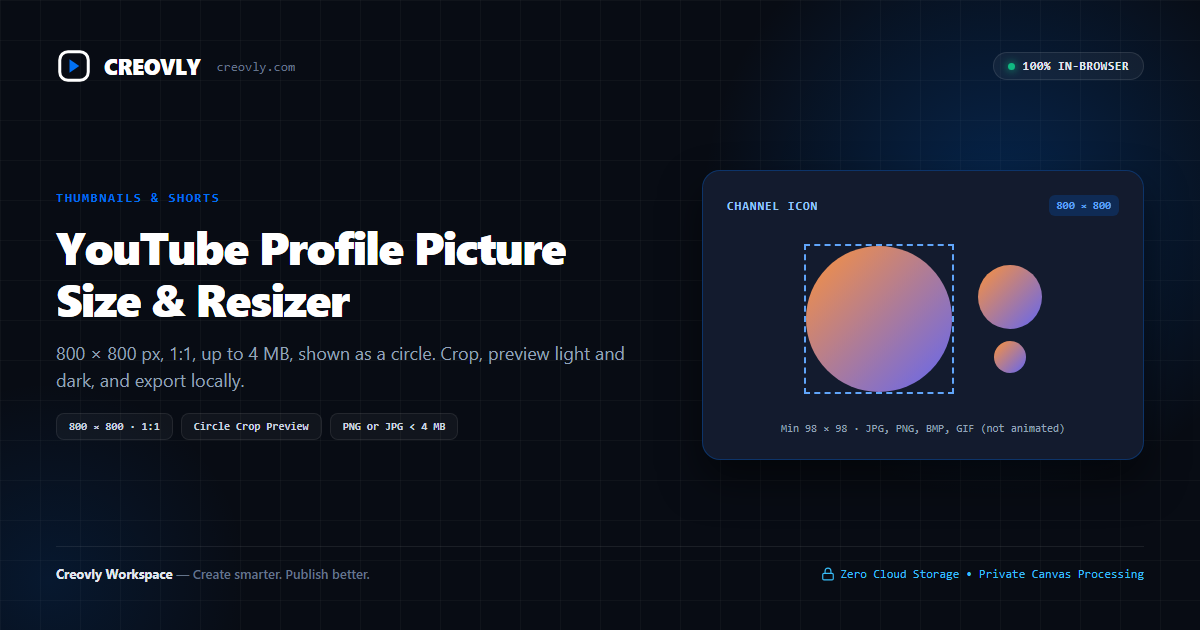 CREOVLY creovly.com
100% IN-BROWSER
THUMBNAILS & SHORTS
YouTube Profile Picture
Size & Resizer
800 × 800 px, 1:1, up to 4 MB, shown as a circle. Crop, preview light and
dark, and export locally.
800 × 800 · 1:1
Circle Crop Preview
PNG or JPG < 4 MB
CHANNEL ICON
800 × 800
Min 98 × 98 · JPG, PNG, BMP, GIF (not animated)
Creovly Workspace — Create smarter. Publish better.
Zero Cloud Storage • Private Canvas Processing